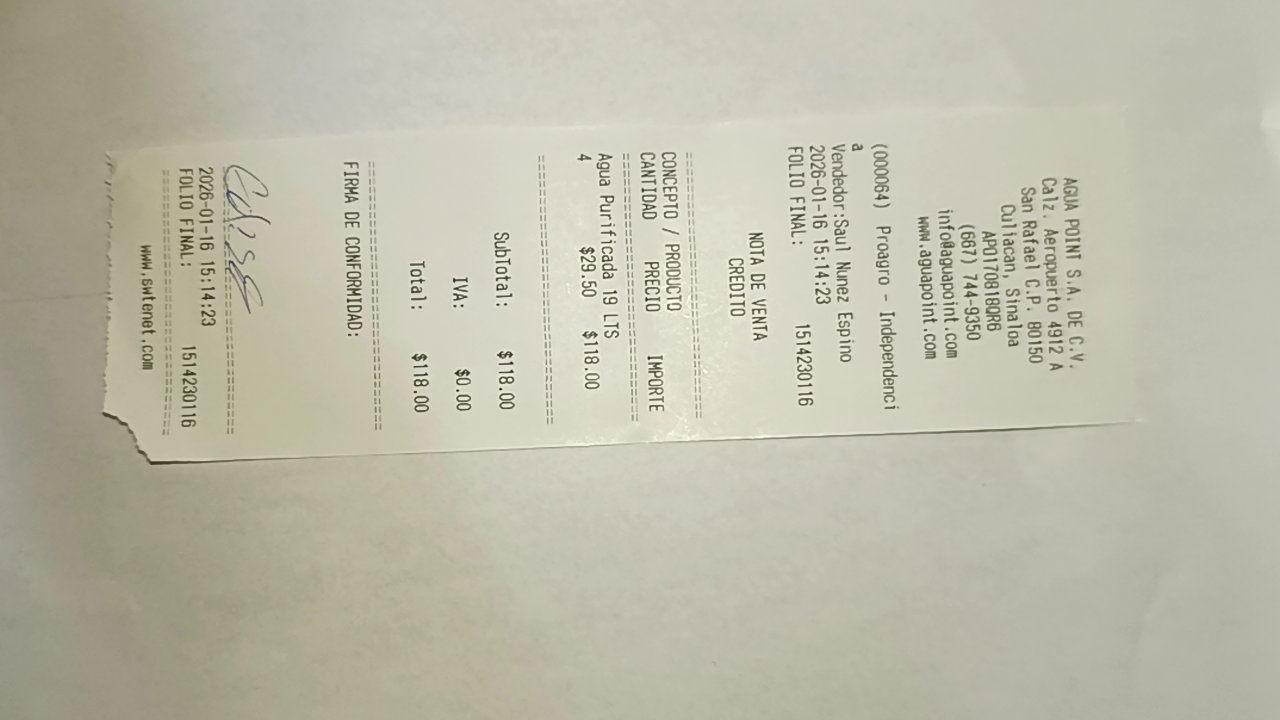 AGUA POINT S.A. DE C.V.
Calz. Aeropuerto 4912 A
San Rafael C.P. 80150
Culiacan, Sinaloa
APO170818QR6
(667) 744-9350
info@aguapoint.com
www.aguapoint.com
(000064) Proagro - Independenci
a
Vendedor:Saul Nunez Espino
2026-01-16 15:14:23
FOLIO FINAL: 1514230116
NOTA DE VENTA
CREDITO
CONCEPTO / PRODUCTO
CANTIDAD PRECIO IMPORTE
Agua Purificada 19 LTS
4 $29.50 $118.00
SubTotal: $118.00
IVA: $0.00
Total: $118.00
FIRMA DE CONFORMIDAD:
2026-01-16 15:14:23
FOLIO FINAL: 1514230116
www.swtenet.com